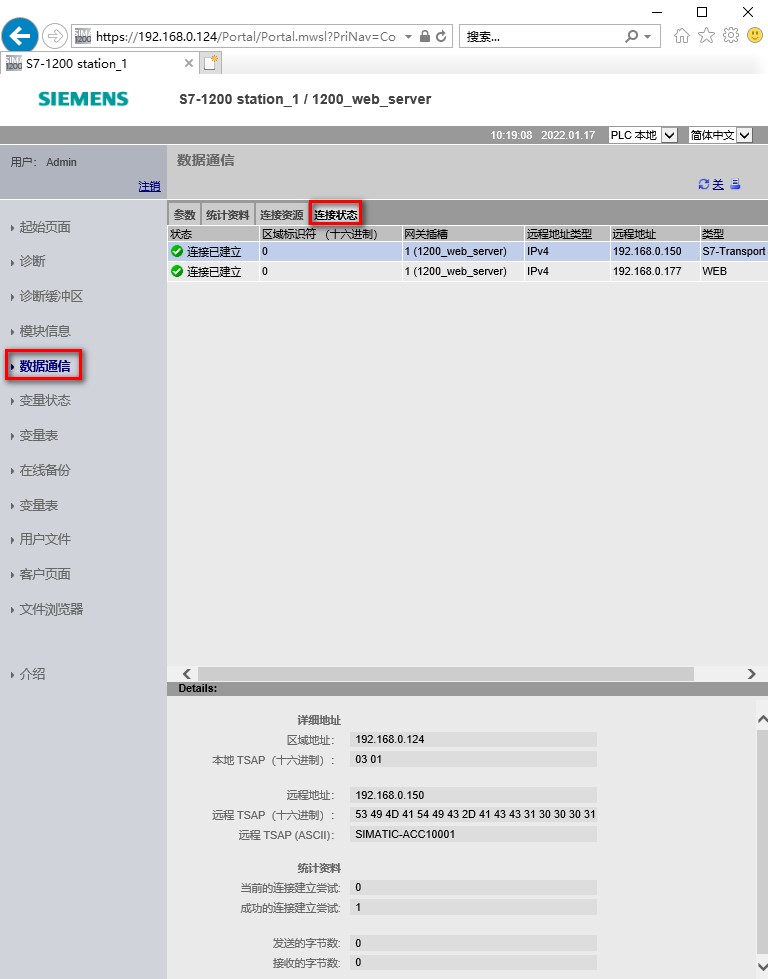 https://192.168.0.124/Portal/Portal.mwsl?PriNav=Co
搜索...
S7-1200 station_1
SIEMENS
S7-1200 station_1 / 1200_web_server
10:19:08 2022.01.17 PLC 本地 简体中文
用户: Admin
注销
数据通信
关
起始页面
诊断
诊断缓冲区
模块信息
数据通信
变量状态
变量表
在线备份
变量表
用户文件
客户页面
文件浏览器
介绍
参数 统计资料 连接资源 连接状态
状态 区域标识符 (十六进制) 网关插槽 远程地址类型 远程地址 类型
连接已建立 0 1 (1200_web_server) IPv4 192.168.0.150 S7-Transport
连接已建立 0 1 (1200_web_server) IPv4 192.168.0.177 WEB
Details:
详细地址
区域地址: 192.168.0.124
本地 TSAP (十六进制) : 03 01
远程地址: 192.168.0.150
远程 TSAP (十六进制) : 53 49 4D 41 54 49 43 2D 41 43 43 31 30 30 30 31
远程 TSAP (ASCII): SIMATIC-ACC10001
统计资料
当前的连接建立尝试: 0
成功的连接建立尝试: 1
发送的字节数: 0
接收的字节数: 0